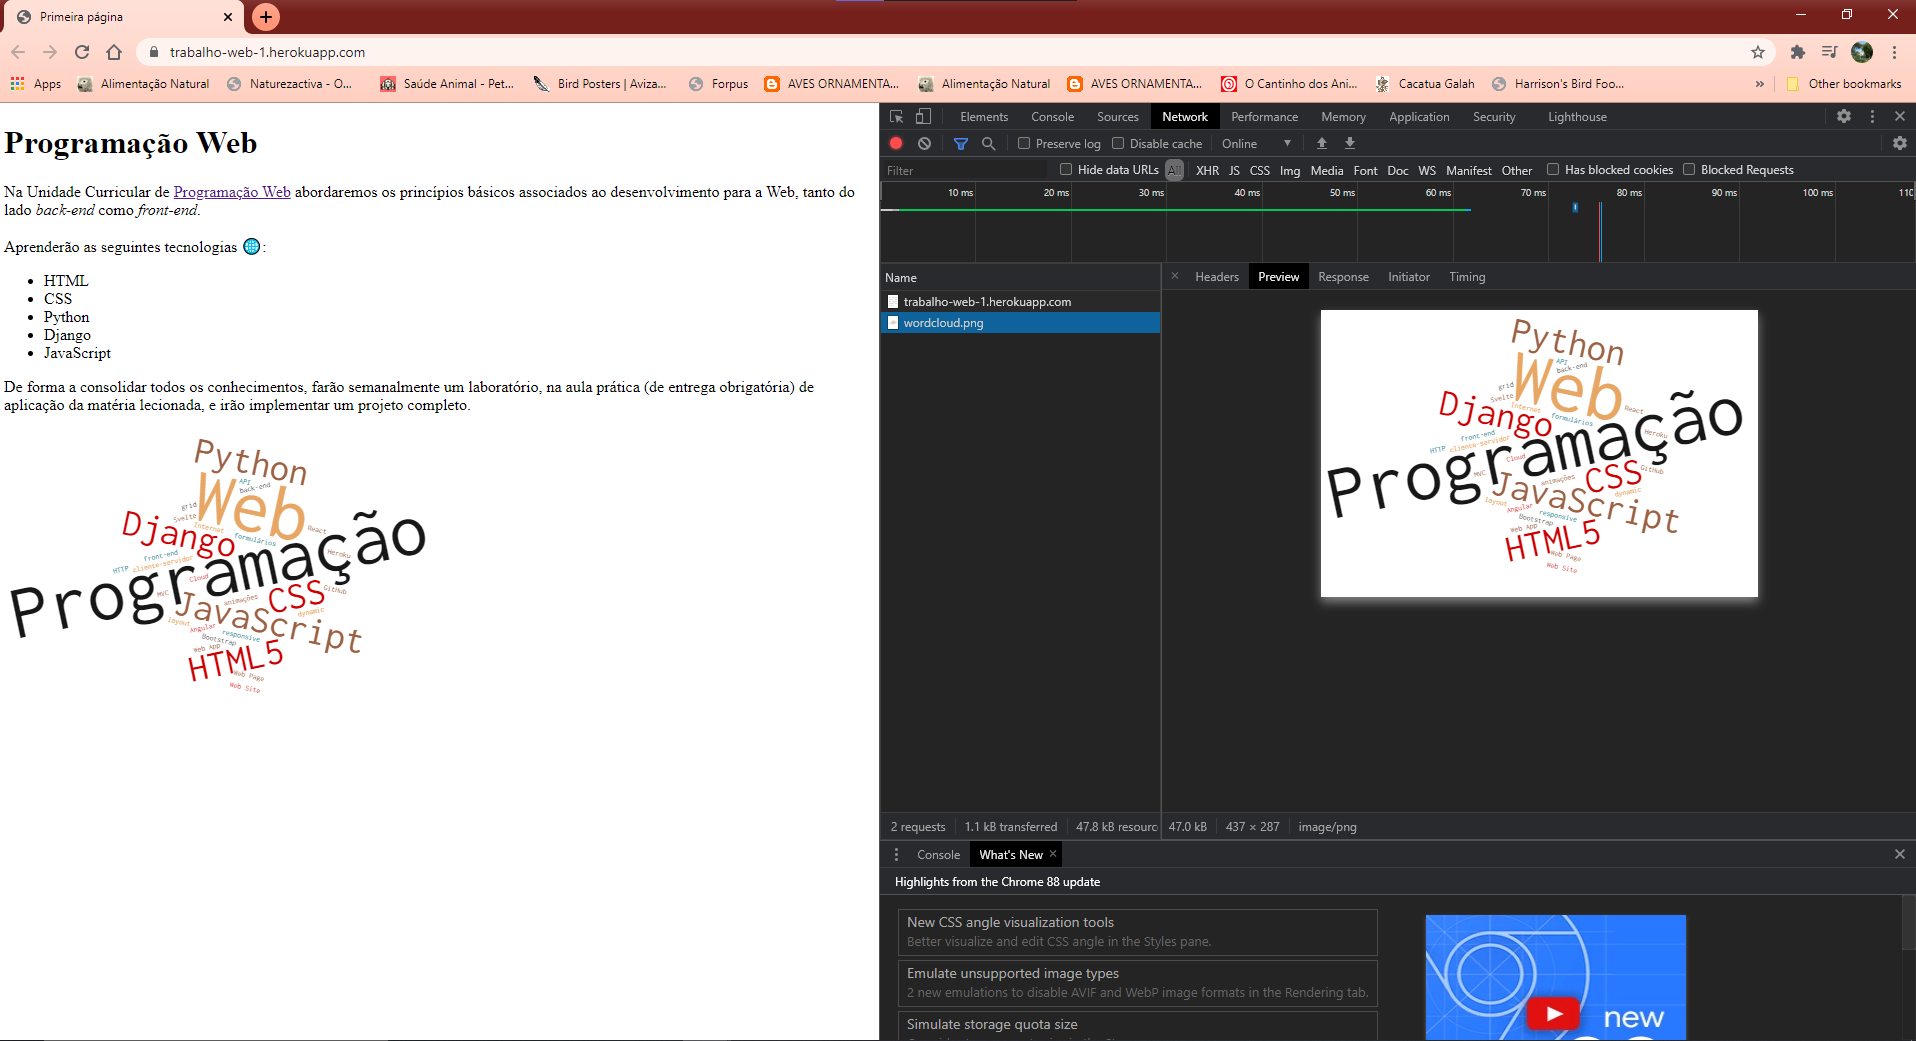 Primeira página
trabalho-web-1.herokuapp.com
Apps
Alimentação Natural
Naturezactiva - O...
Saúde Animal - Pet...
Bird Posters | Aviza...
Forpus
AVES ORNAMENTA...
Alimentação Natural
AVES ORNAMENTA...
O Cantinho dos Ani...
Cacatua Galah
Harrison's Bird Foo...
»
Other bookmarks
Programação Web
Na Unidade Curricular de Programação Web abordaremos os princípios básicos associados ao desenvolvimento para a Web, tanto do
lado back-end como front-end.
Aprenderão as seguintes tecnologias 🌐:
• HTML
• CSS
• Python
• Django
• JavaScript
De forma a consolidar todos os conhecimentos, farão semanalmente um laboratório, na aula prática (de entrega obrigatória) de
aplicação da matéria lecionada, e irão implementar um projeto completo.
Python
API
back-end
Web
grid
Svelte
Internet
React
Django
formulários
Programação
front-end
HTTP
cliente-servidor
Heroku
Cloud
MVC
animações
CSS
GitHub
JavaScript
dynamic
layout
Angular
responsive
Bootstrap
Web App
HTML5
Web Page
Web Site
Elements Console Sources Network Performance Memory Application Security Lighthouse
Preserve log Disable cache Online
Filter Hide data URLs All XHR JS CSS Img Media Font Doc WS Manifest Other Has blocked cookies Blocked Requests
10 ms 20 ms 30 ms 40 ms 50 ms 60 ms 70 ms 80 ms 90 ms 100 ms 110
Name
trabalho-web-1.herokuapp.com
wordcloud.png
Headers Preview Response Initiator Timing
Python
API
back-end
Web
grid
Svelte
Internet
React
Django
formulários
Programação
front-end
HTTP
cliente-servidor
Heroku
Cloud
MVC
animações
CSS
GitHub
JavaScript
dynamic
layout
Angular
responsive
Bootstrap
Web App
HTML5
Web Page
Web Site
2 requests 1.1 kB transferred 47.8 kB resourc
47.0 kB 437 × 287 image/png
Console What's New
Highlights from the Chrome 88 update
New CSS angle visualization tools
Better visualize and edit CSS angle in the Styles pane.
Emulate unsupported image types
2 new emulations to disable AVIF and WebP image formats in the Rendering tab.
Simulate storage quota size
new